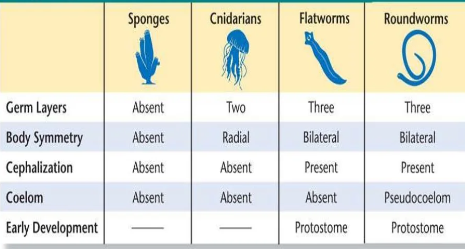 Sponges Cnidarians Flatworms Roundworms
Germ Layers Absent Two Three Three
Body Symmetry Absent Radial Bilateral Bilateral
Cephalization Absent Absent Present Present
Coelom Absent Absent Absent Pseudocoelom
Early Development —— —— Protostome Protostome